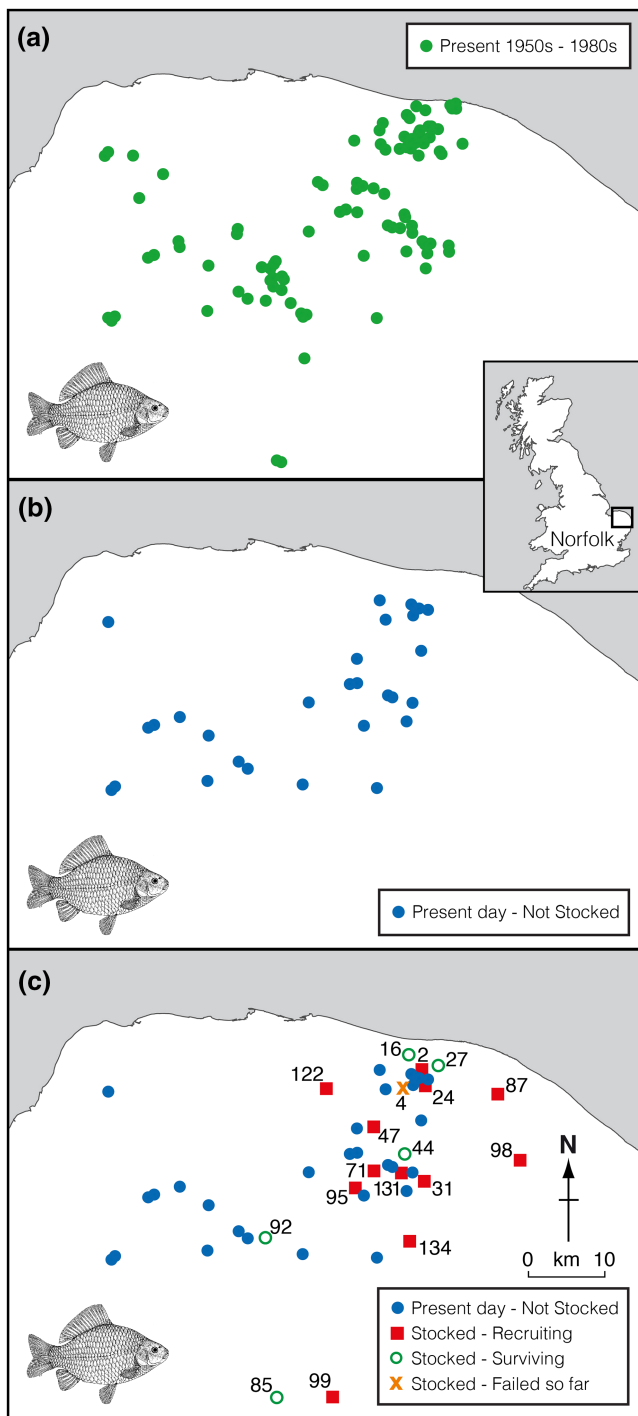 (a)
Present 1950s - 1980s
Norfolk
(b)
Present day - Not Stocked
(c)
16
2
27
122
4
24
87
47
44
98
N
71
131
31
95
92
134
0 km 10
Present day - Not Stocked
Stocked - Recruiting
Stocked - Surviving
X Stocked - Failed so far
85
99